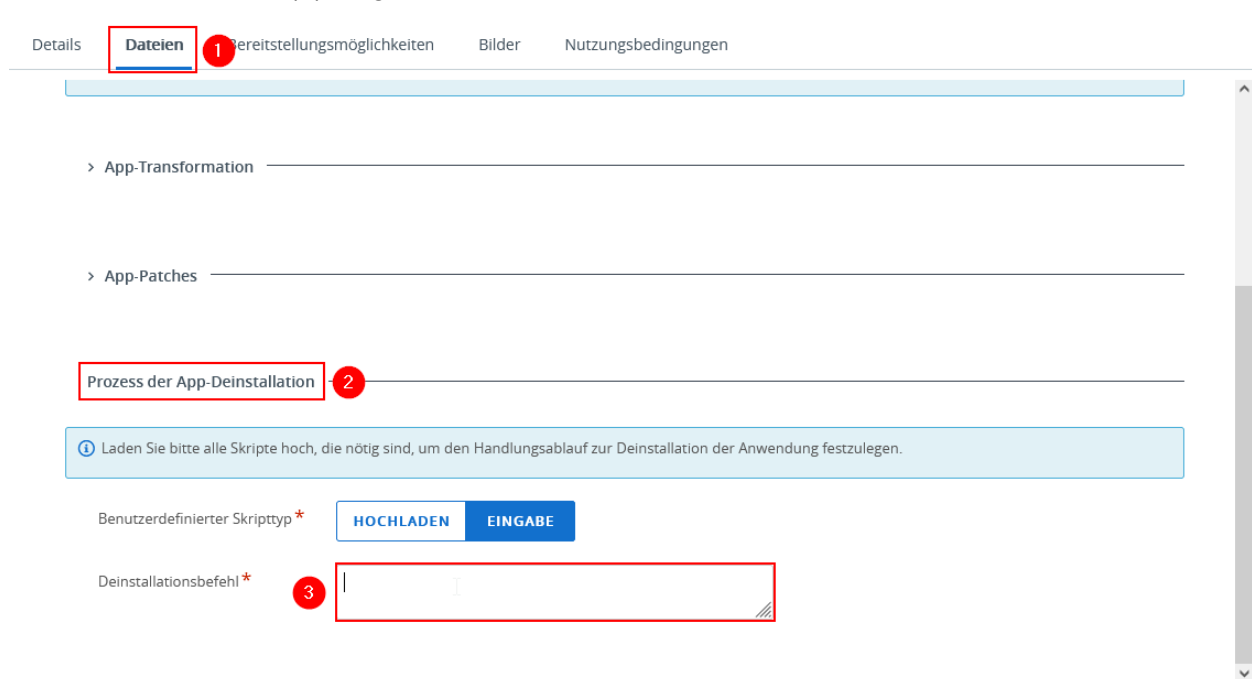 Details Dateien 1 Bereitstellungsmöglichkeiten Bilder Nutzungsbedingungen
> App-Transformation
> App-Patches
Prozess der App-Deinstallation 2
Laden Sie bitte alle Skripte hoch, die nötig sind, um den Handlungsablauf zur Deinstallation der Anwendung festzulegen.
Benutzerdefinierter Skripttyp * HOCHLADEN EINGABE
Deinstallationsbefehl * 3